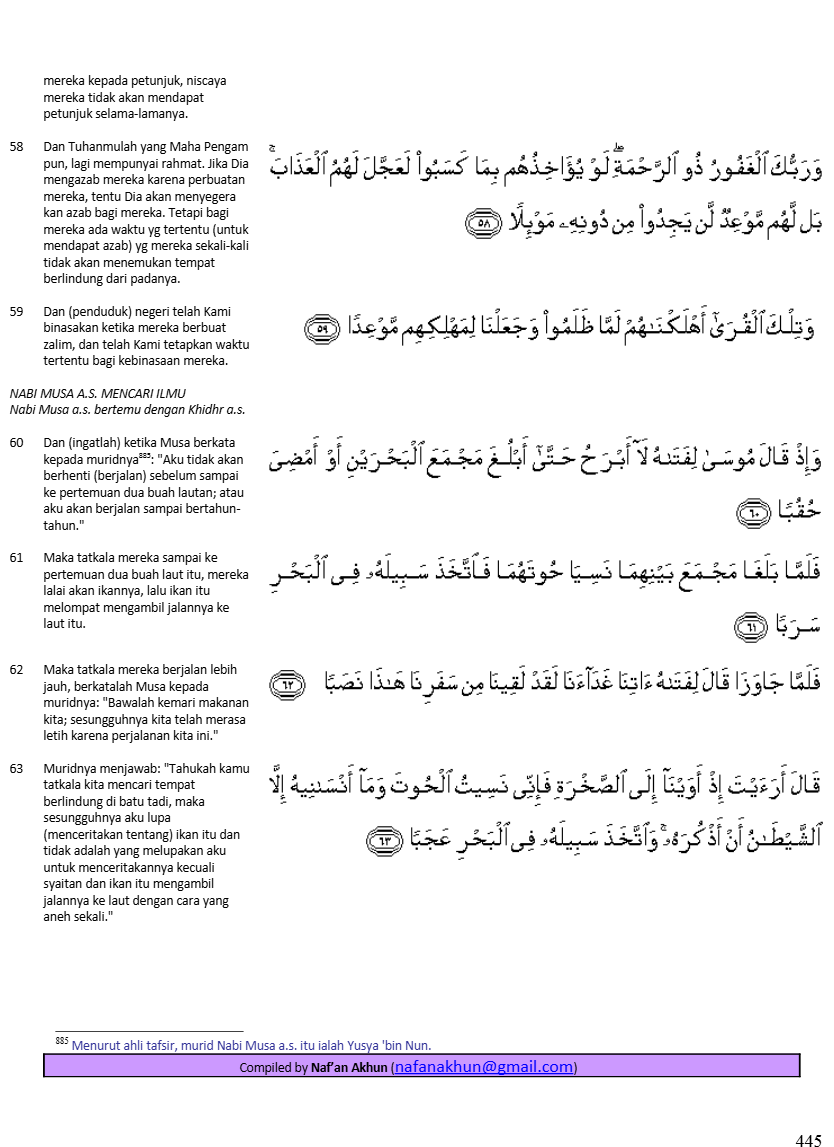 mereka kepada petunjuk, niscaya
mereka tidak akan mendapat
petunjuk selama-lamanya.
58 Dan Tuhanmulah yang Maha Pengam
pun, lagi mempunyai rahmat. Jika Dia
mengazab mereka karena perbuatan
mereka, tentu Dia akan menyegera
kan azab bagi mereka. Tetapi bagi
mereka ada waktu yg tertentu (untuk
mendapat azab) yg mereka sekali-kali
tidak akan menemukan tempat
berlindung dari padanya.
وَرَبُّكَ ٱلْغَفُورُ ذُو ٱلرَّحْمَةِ ۖ لَوْ يُؤَاخِذُهُم بِمَا كَسَبُوا۟ لَعَجَّلَ لَهُمُ ٱلْعَذَابَ ۚ
بَل لَّهُم مَّوْعِدٌ لَّن يَجِدُوا۟ مِن دُونِهِۦ مَوْئِلًا ٥٨
59 Dan (penduduk) negeri telah Kami
binasakan ketika mereka berbuat
zalim, dan telah Kami tetapkan waktu
tertentu bagi kebinasaan mereka.
وَتِلْكَ ٱلْقُرَىٰٓ أَهْلَكْنَـٰهُمْ لَمَّا ظَلَمُوا۟ وَجَعَلْنَا لِمَهْلِكِهِم مَّوْعِدًا ٥٩
NABI MUSA A.S. MENCARI ILMU
Nabi Musa a.s. bertemu dengan Khidhr a.s.
60 Dan (ingatlah) ketika Musa berkata
kepada muridnya885: "Aku tidak akan
berhenti (berjalan) sebelum sampai
ke pertemuan dua buah lautan; atau
aku akan berjalan sampai bertahun-
tahun."
وَإِذْ قَالَ مُوسَىٰ لِفَتَىٰهُ لَآ أَبْرَحُ حَتَّىٰٓ أَبْلُغَ مَجْمَعَ ٱلْبَحْرَيْنِ أَوْ أَمْضِىَ
حُقُبًا ٦٠
61 Maka tatkala mereka sampai ke
pertemuan dua buah laut itu, mereka
lalai akan ikannya, lalu ikan itu
melompat mengambil jalannya ke
laut itu.
فَلَمَّا بَلَغَا مَجْمَعَ بَيْنِهِمَا نَسِيَا حُوتَهُمَا فَٱتَّخَذَ سَبِيلَهُۥ فِى ٱلْبَحْرِ
سَرَبًا ٦١
62 Maka tatkala mereka berjalan lebih
jauh, berkatalah Musa kepada
muridnya: "Bawalah kemari makanan
kita; sesungguhnya kita telah merasa
letih karena perjalanan kita ini."
فَلَمَّا جَاوَزَا قَالَ لِفَتَىٰهُ ءَاتِنَا غَدَآءَنَا لَقَدْ لَقِينَا مِن سَفَرِنَا هَـٰذَا نَصَبًا ٦٢
63 Muridnya menjawab: "Tahukah kamu
tatkala kita mencari tempat
berlindung di batu tadi, maka
sesungguhnya aku lupa
(menceritakan tentang) ikan itu dan
tidak adalah yang melupakan aku
untuk menceritakannya kecuali
syaitan dan ikan itu mengambil
jalannya ke laut dengan cara yang
aneh sekali."
قَالَ أَرَءَيْتَ إِذْ أَوَيْنَآ إِلَى ٱلصَّخْرَةِ فَإِنِّى نَسِيتُ ٱلْحُوتَ وَمَآ أَنْسَىٰنِيهُ إِلَّا
ٱلشَّيْطَـٰنُ أَنْ أَذْكُرَهُۥ ۚ وَٱتَّخَذَ سَبِيلَهُۥ فِى ٱلْبَحْرِ عَجَبًا ٦٣
885 Menurut ahli tafsir, murid Nabi Musa a.s. itu ialah Yusya 'bin Nun.
Compiled by Naf'an Akhun (nafanakhun@gmail.com)
445